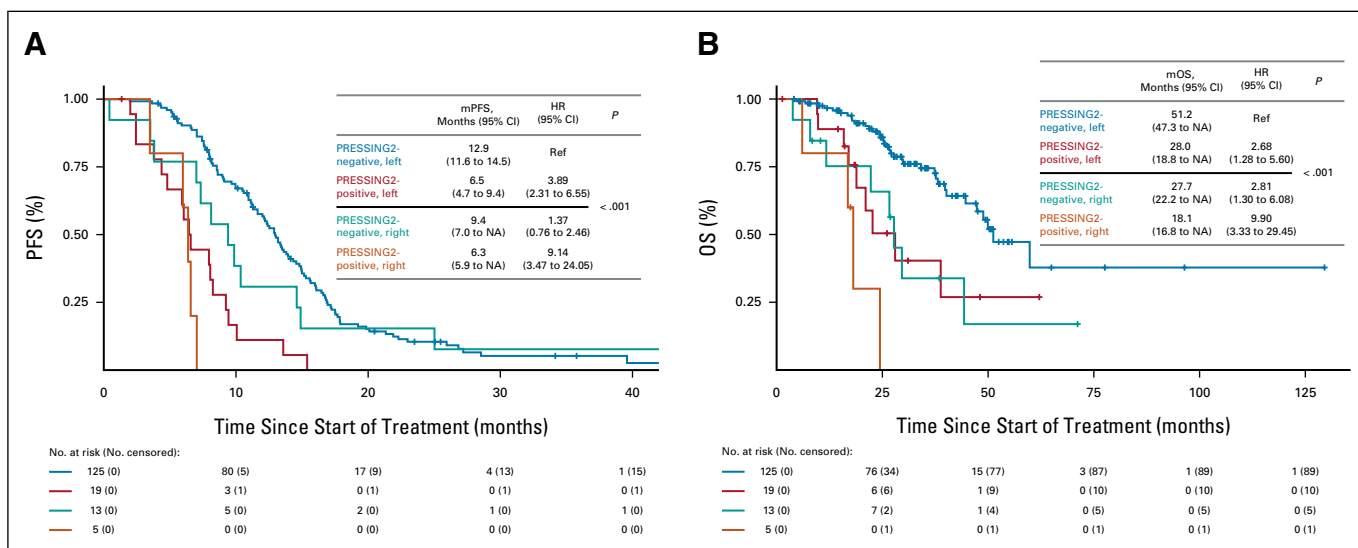 A
mPFS, HR
Months (95% CI) (95% CI) P
PRESSING2- 12.9 Ref
negative, left (11.6 to 14.5)
PRESSING2- 6.5 3.89
positive, left (4.7 to 9.4) (2.31 to 6.55)
< .001
PRESSING2- 9.4 1.37
negative, right (7.0 to NA) (0.76 to 2.46)
PRESSING2- 6.3 9.14
positive, right (5.9 to NA) (3.47 to 24.05)
1.00
0.75
0.50
0.25
PFS (%)
0 10 20 30 40
Time Since Start of Treatment (months)
No. at risk (No. censored):
125 (0) 80 (5) 17 (9) 4 (13) 1 (15)
19 (0) 3 (1) 0 (1) 0 (1) 0 (1)
13 (0) 5 (0) 2 (0) 1 (0) 1 (0)
5 (0) 0 (0) 0 (0) 0 (0) 0 (0)
B
mOS, HR
Months (95% CI) (95% CI) P
PRESSING2- 51.2 Ref
negative, left (47.3 to NA)
PRESSING2- 28.0 2.68
positive, left (18.8 to NA) (1.28 to 5.60)
< .001
PRESSING2- 27.7 2.81
negative, right (22.2 to NA) (1.30 to 6.08)
PRESSING2- 18.1 9.90
positive, right (16.8 to NA) (3.33 to 29.45)
1.00
0.75
0.50
0.25
OS (%)
0 25 50 75 100 125
Time Since Start of Treatment (months)
No. at risk (No. censored):
125 (0) 76 (34) 15 (77) 3 (87) 1 (89) 1 (89)
19 (0) 6 (6) 1 (9) 0 (10) 0 (10) 0 (10)
13 (0) 7 (2) 1 (4) 0 (5) 0 (5) 0 (5)
5 (0) 0 (1) 0 (1) 0 (1) 0 (1) 0 (1)